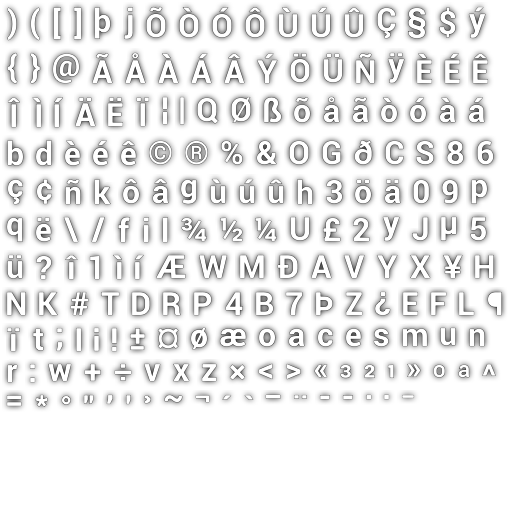 ) ( [ ] þ j õ ò ó ô Ù Ú Û Ç § $ ý
{ } @ Ã Å À Á Â Ý Ö Ü Ñ ÿ È É Ê
Î Ì Í Ä Ë Ï ¦ | Q Ø ß õ å ã ò ó à á
b d è é ê © ® % & O G ð C S 8 6
ç ¢ ñ k ô â g ù ú û h 3 ö ä 0 9 p
q ë \ / f i l ¾ ½ ¼ U £ 2 y J µ 5
ü ? î 1 ì í Æ W M Ð A V Y X ¥ H
N K # T D R P 4 B 7 Þ Z ¿ E F L ¶
ï t ; I i ! ± ¤ ø æ o a c e s m u n
r : w + ÷ v x z × < > « ³ ² ¹ » º ª ^
= * ° " ' ‚ ’ ~ ¬ ´ ` ¯ ¨ - - · . ¯